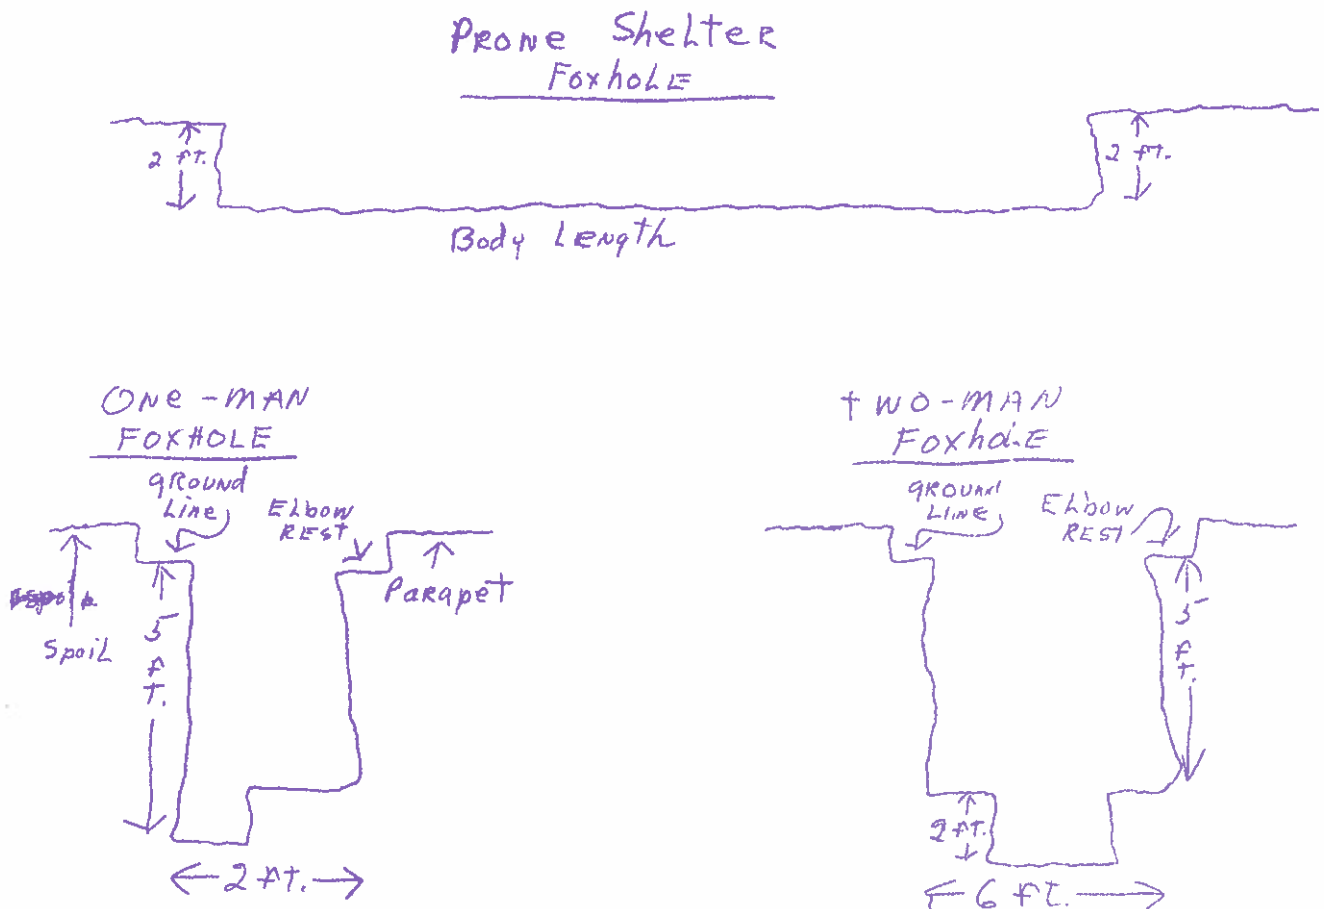 Prone Shelter
Foxhole
2 ft.
2 ft.
Body Length
One-man
Foxhole
ground
Line
Elbow
Rest
Parapet
Spoil
5
ft.
2 ft.
two-man
Foxhole
ground
Line
Elbow
Rest
5
ft.
2 ft.
6 ft.